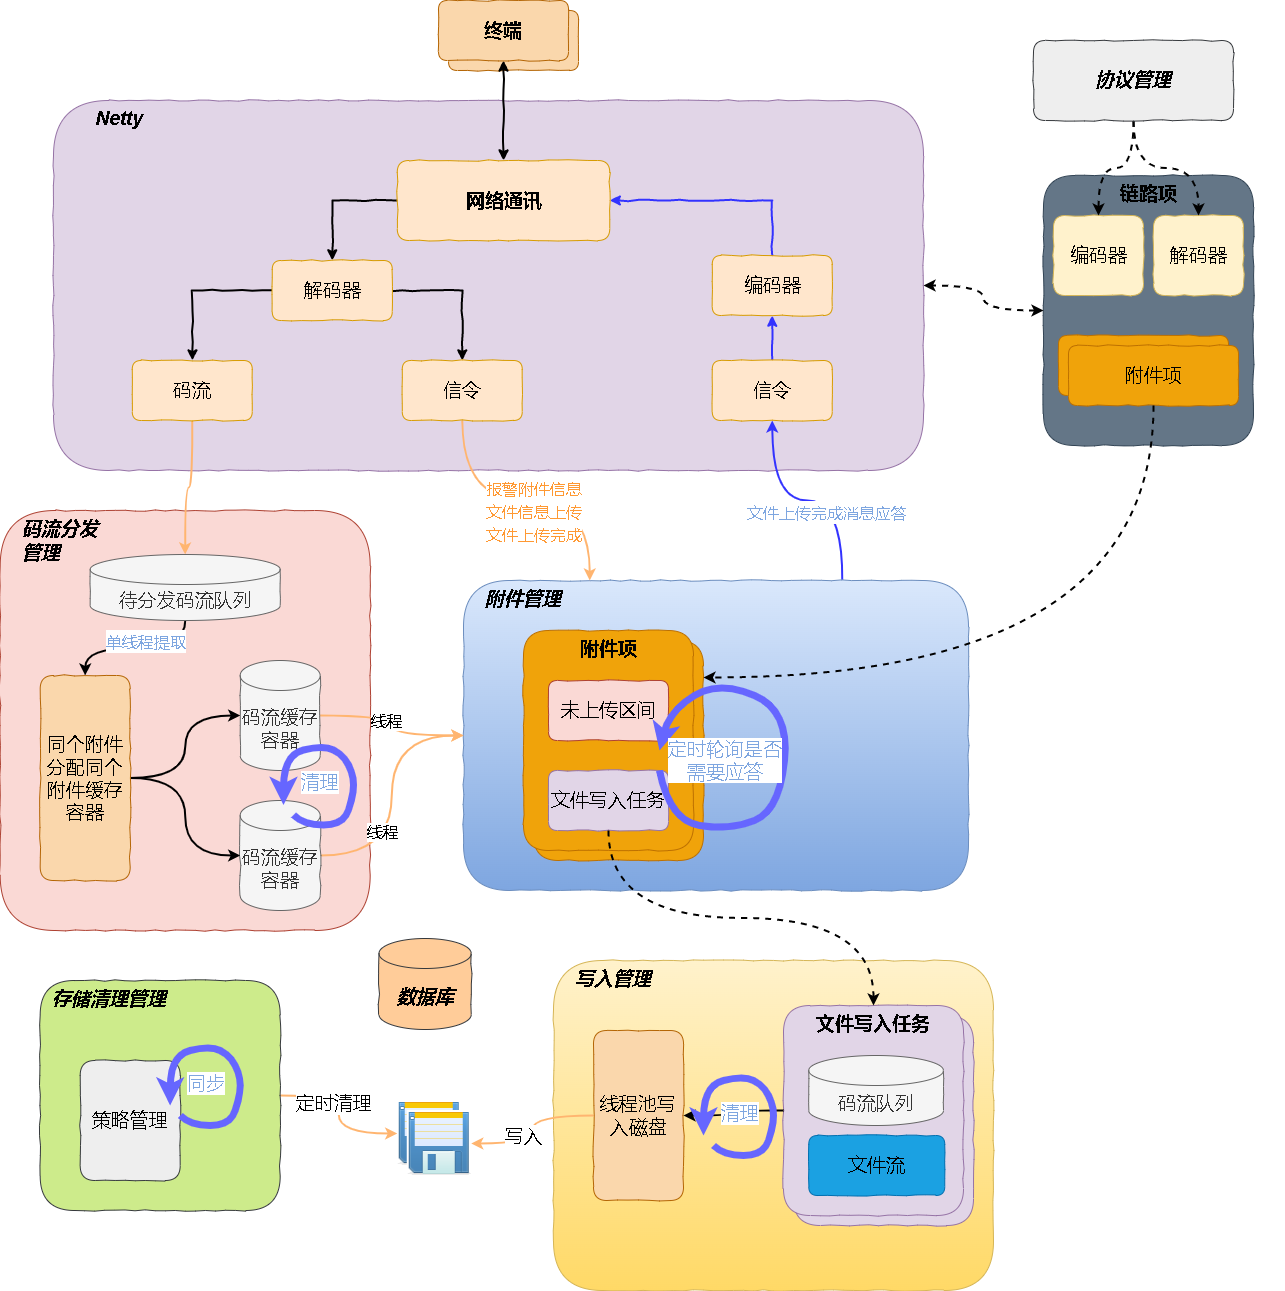 终端
协议管理
Netty
网络通讯
链路项
编码器
解码器
解码器
编码器
附件项
码流
信令
信令
报警附件信息
文件信息上传
文件上传完成
文件上传完成消息应答
码流分发
管理
待分发码流队列
单线程提取
同个附件
分配同个
附件缓存
容器
码流缓存
容器
清理
码流缓存
容器
线程
线程
附件管理
附件项
未上传区间
定时轮询是否
需要应答
文件写入任务
数据库
存储清理管理
同步
策略管理
定时清理
写入
写入管理
线程池写
入磁盘
清理
文件写入任务
码流队列
文件流